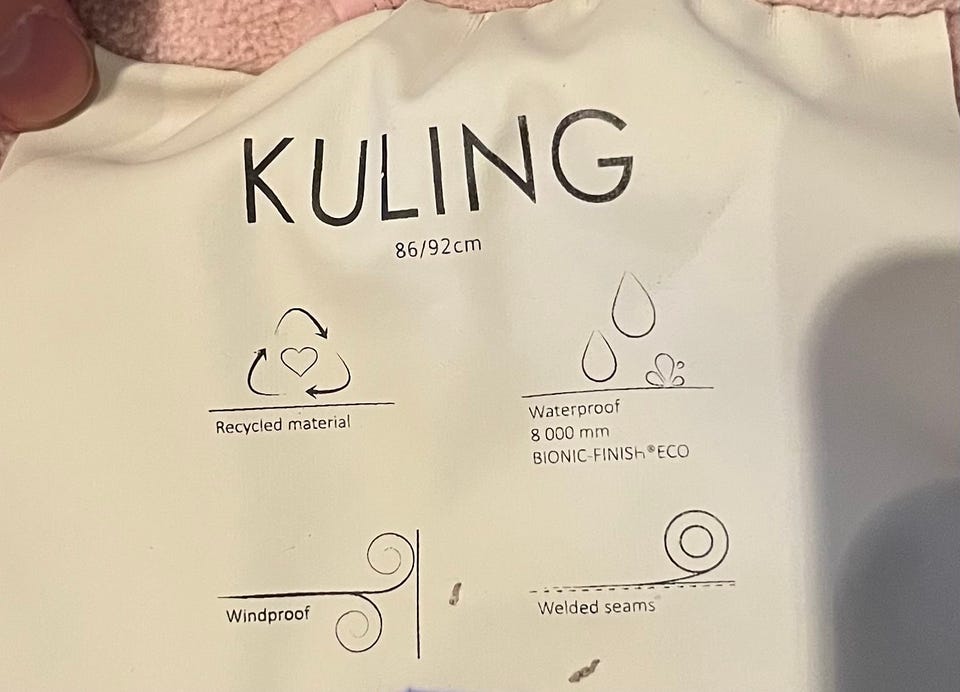 KULING
86/92cm
Recycled material
Waterproof
8 000 mm
BIONIC-FINISH®ECO
Windproof
Welded seams